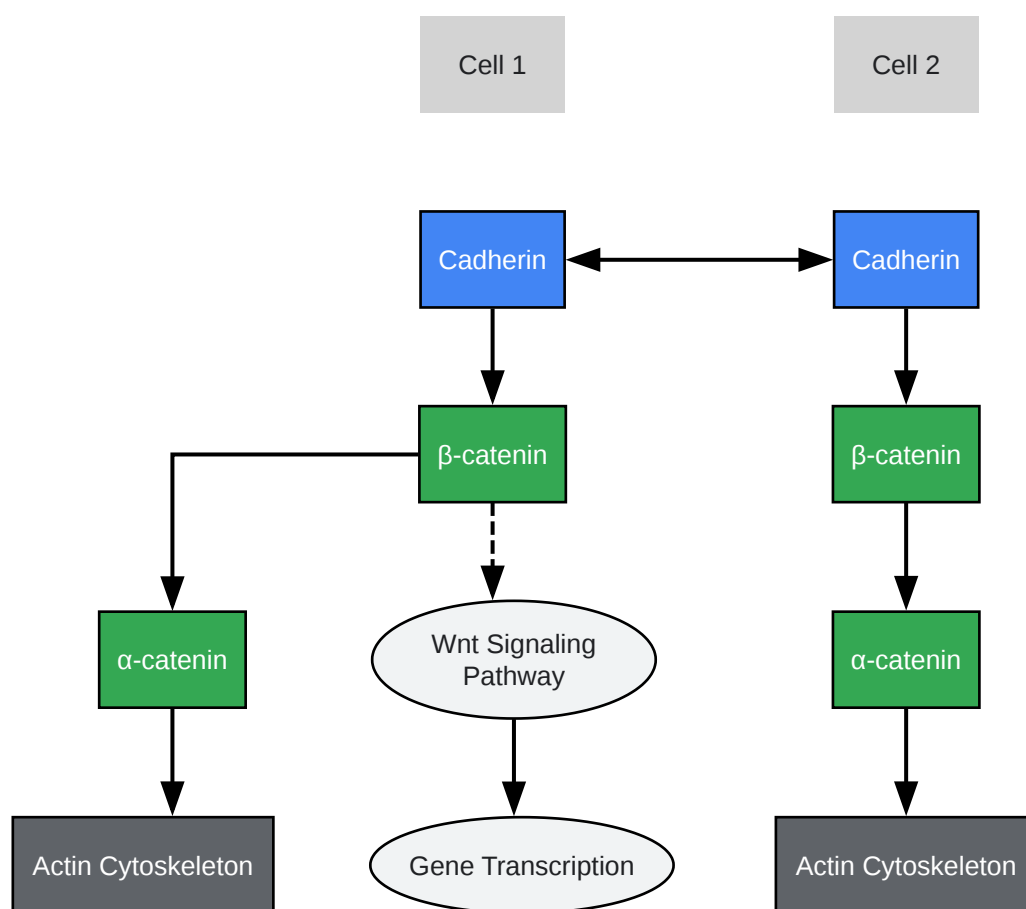 Cell 1
Cell 2
Cadherin
Cadherin
β-catenin
β-catenin
α-catenin
Wnt Signaling
Pathway
α-catenin
Actin Cytoskeleton
Gene Transcription
Actin Cytoskeleton